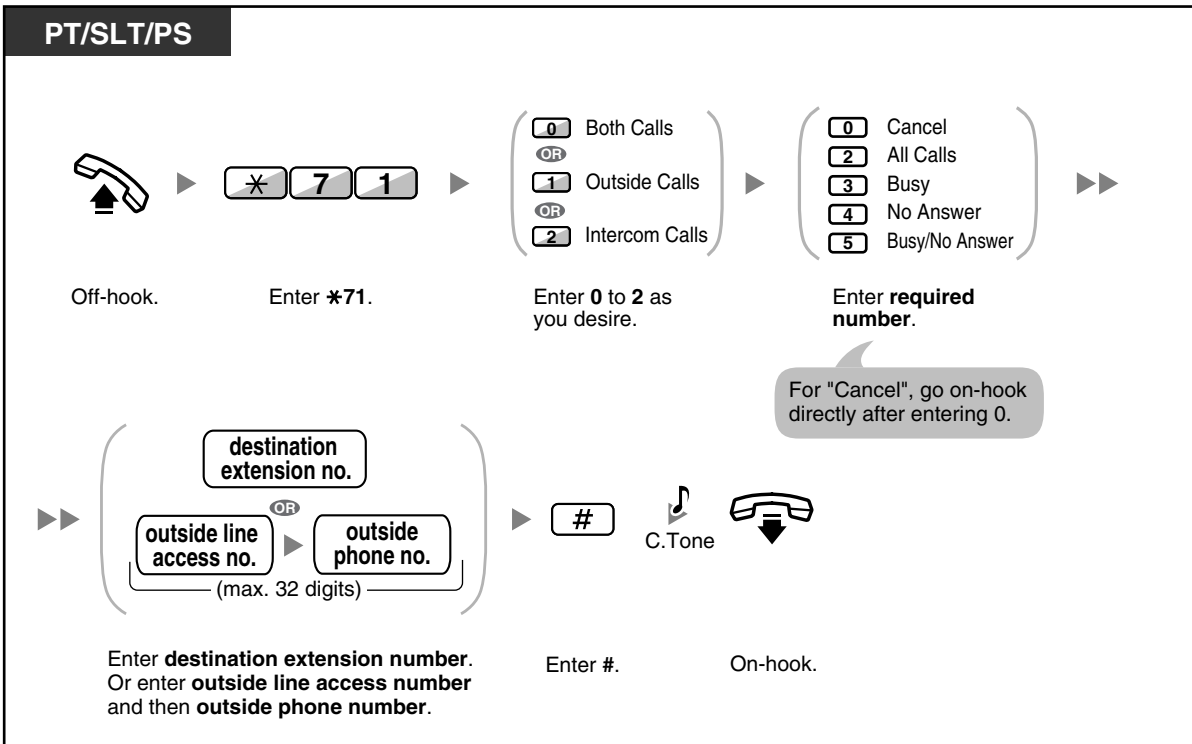 PT/SLT/PS
0 Both Calls
OR
1 Outside Calls
OR
2 Intercom Calls
0 Cancel
2 All Calls
3 Busy
4 No Answer
5 Busy/No Answer
* 7 1
Off-hook.
Enter *71.
Enter 0 to 2 as
you desire.
Enter required
number.
For "Cancel", go on-hook
directly after entering 0.
destination
extension no.
OR
outside line
access no.
outside
phone no.
(max. 32 digits)
#
C.Tone
Enter destination extension number.
Or enter outside line access number
and then outside phone number.
Enter #.
On-hook.